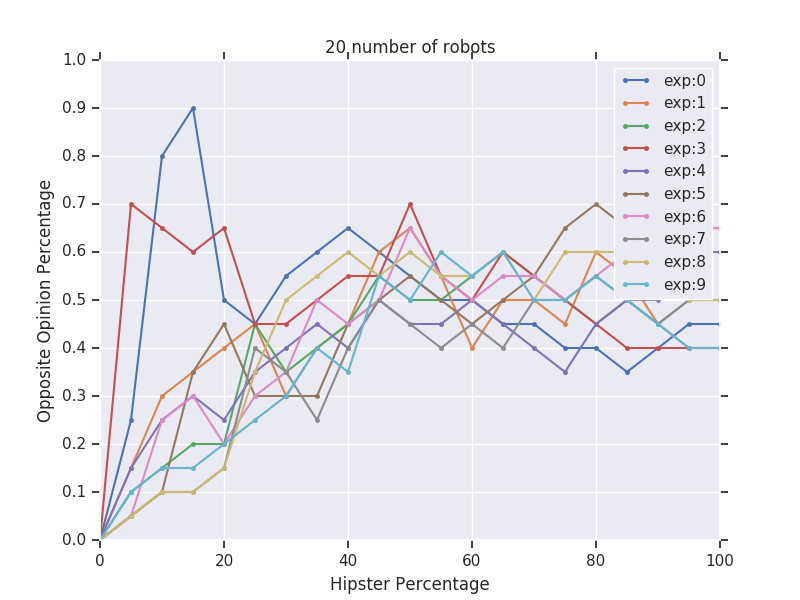 20 number of robots
1.0
0.9
0.8
0.7
0.6
0.5
0.4
0.3
0.2
0.1
0.0
Opposite Opinion Percentage
exp:0
exp:1
exp:2
exp:3
exp:4
exp:5
exp:6
exp:7
exp:8
exp:9
0 20 40 60 80 100
Hipster Percentage